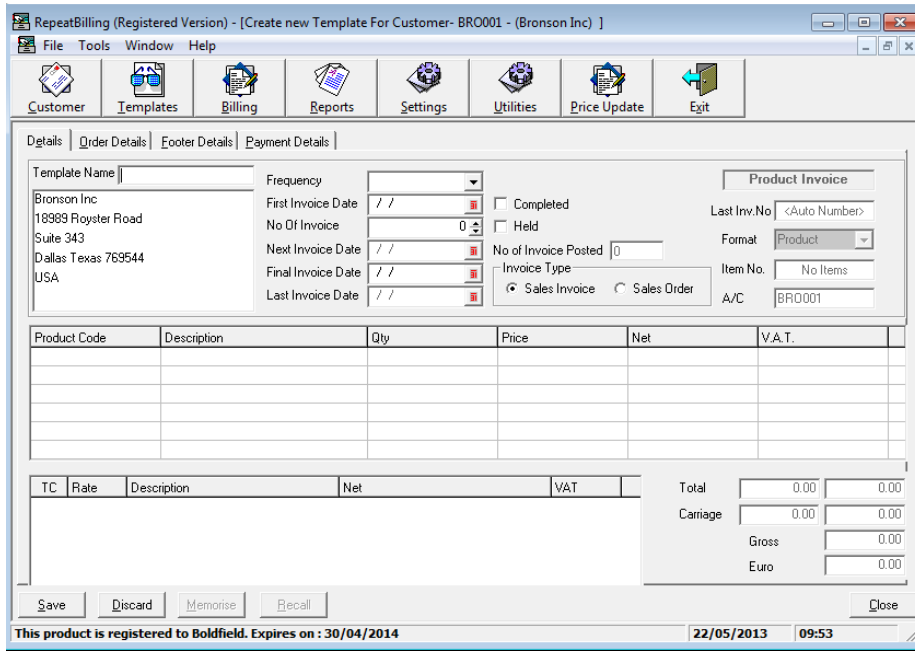 RepeatBilling (Registered Version) - [Create new Template For Customer- BRO001 - (Bronson Inc) ]
File Tools Window Help
Customer Templates Billing Reports Settings Utilities Price Update Exit
Details Order Details Footer Details Payment Details
Template Name
Bronson Inc
18989 Royster Road
Suite 343
Dallas Texas 769544
USA
Frequency
First Invoice Date / /
No Of Invoice 0
Next Invoice Date / /
Final Invoice Date / /
Last Invoice Date / /
Completed
Held
No of Invoice Posted 0
Invoice Type
Sales Invoice Sales Order
Product Invoice
Last Inv.No <Auto Number>
Format Product
Item No. No Items
A/C BRO001
Product Code Description Qty Price Net V.A.T.
TC Rate Description Net VAT
Total 0.00 0.00
Carriage 0.00 0.00
Gross 0.00
Euro 0.00
Save Discard Memorise Recall Close
This product is registered to Boldfield. Expires on : 30/04/2014 22/05/2013 09:53